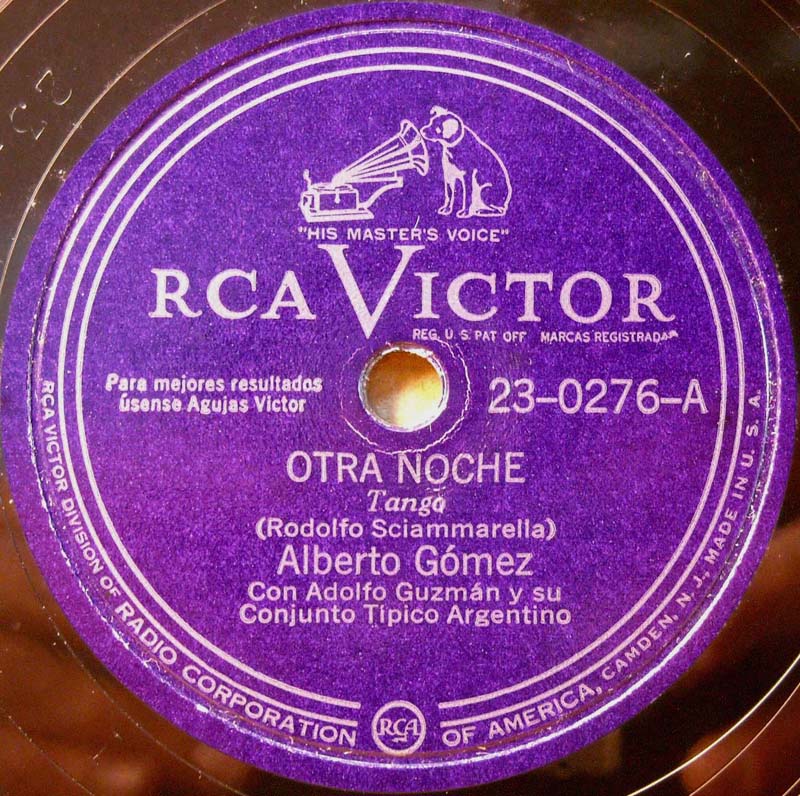 "HIS MASTER'S VOICE"
RCA VICTOR
REG. U. S. PAT. OFF. MARCAS REGISTRADAS
Para mejores resultados
úsense Agujas Victor
23-0276-A
OTRA NOCHE
Tango
(Rodolfo Sciammarella)
Alberto Gómez
Con Adolfo Guzmán y su
Conjunto Típico Argentino
RCA VICTOR DIVISION OF RADIO CORPORATION OF AMERICA, CAMDEN, N. J., MADE IN U. S. A.
RCA